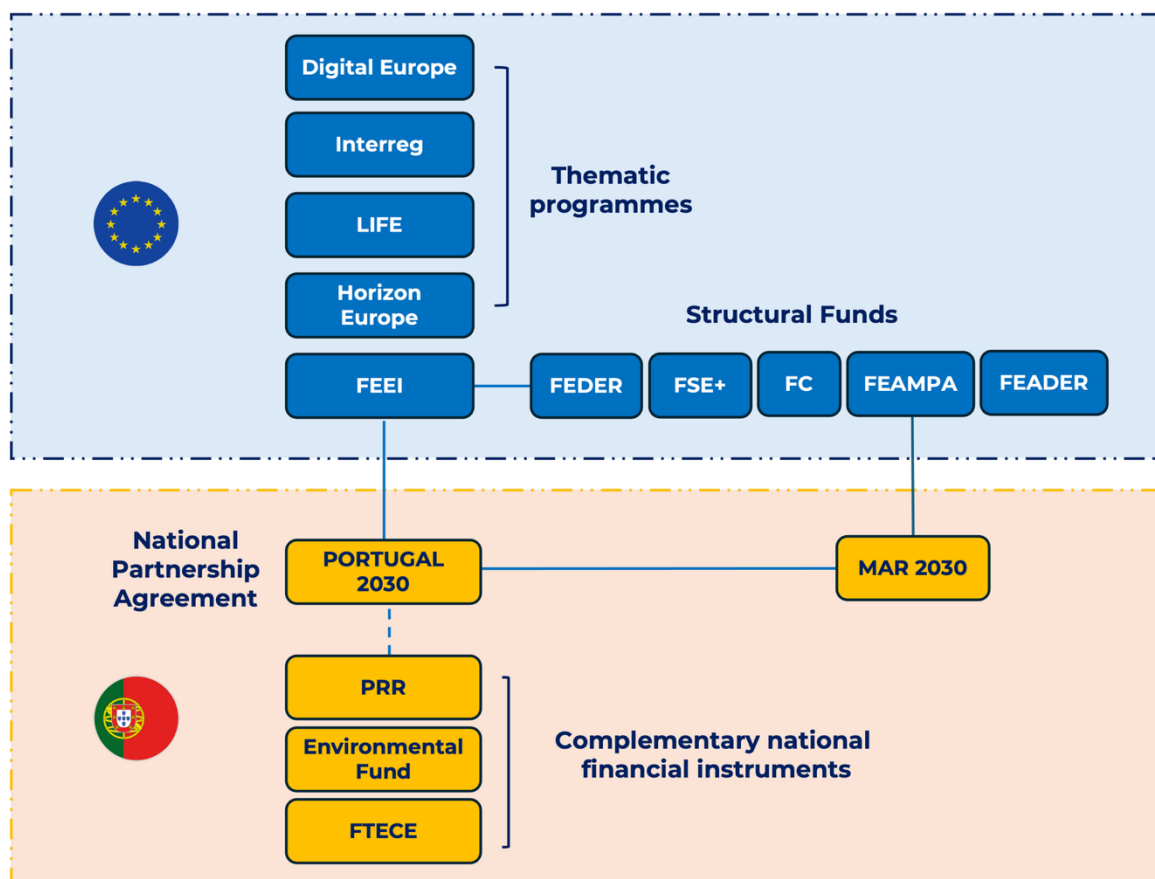 Digital Europe
Interreg
Thematic
programmes
LIFE
Horizon
Europe
Structural Funds
FEEI
FEDER
FSE+
FC
FEAMPA
FEADER
National
Partnership
Agreement
PORTUGAL
2030
MAR 2030
PRR
Environmental
Fund
Complementary national
financial instruments
FTECE